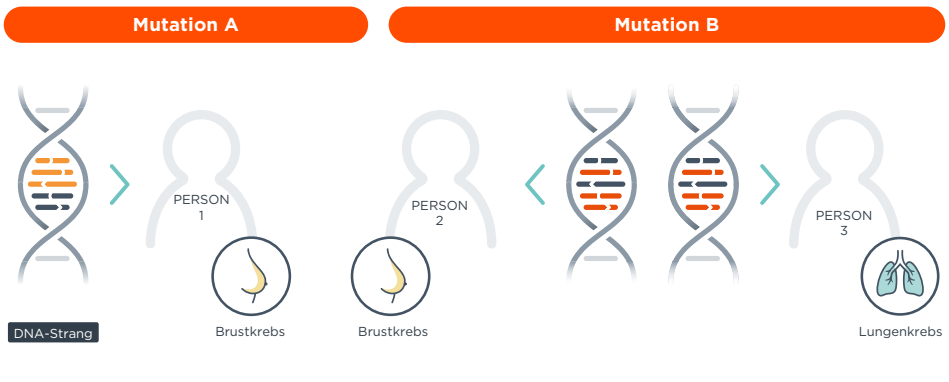 Mutation A
Mutation B
PERSON
1
PERSON
2
PERSON
3
DNA-Strang
Brustkrebs
Brustkrebs
Lungenkrebs